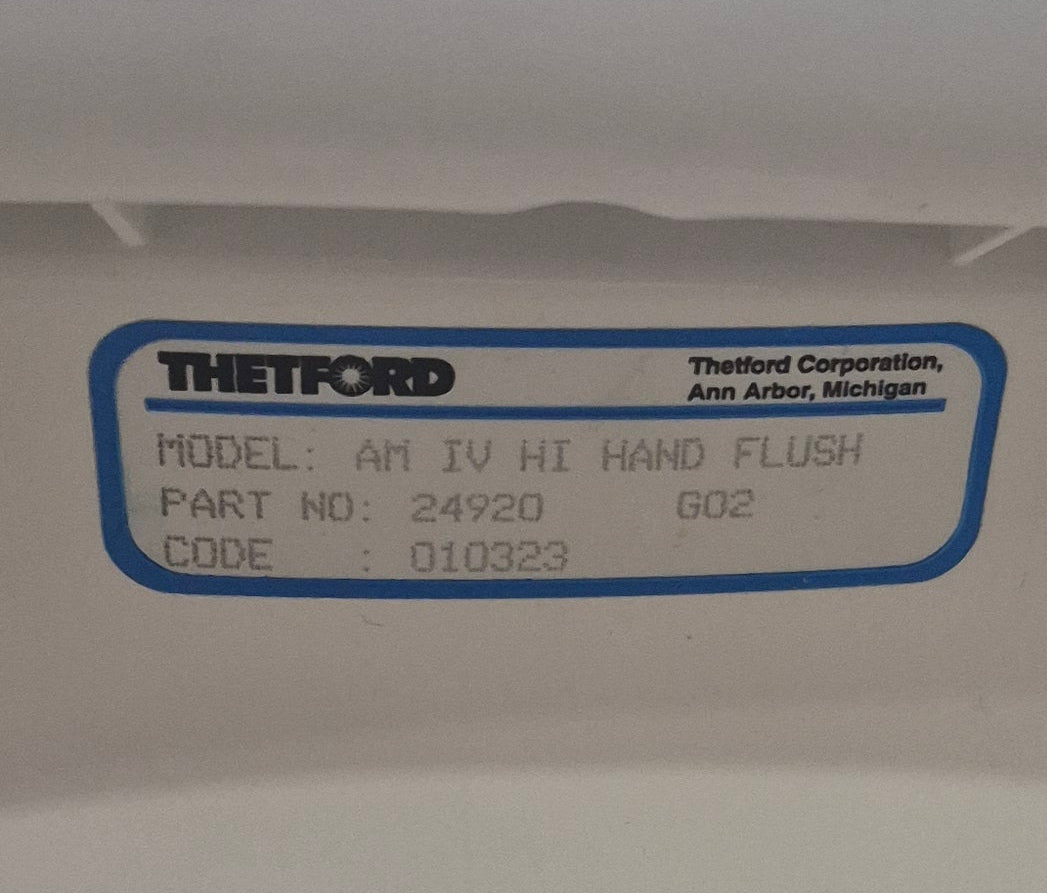 THETFORD
Thetford Corporation,
Ann Arbor, Michigan
MODEL: AM IV HI HAND FLUSH
PART NO: 24920 G02
CODE : 010323